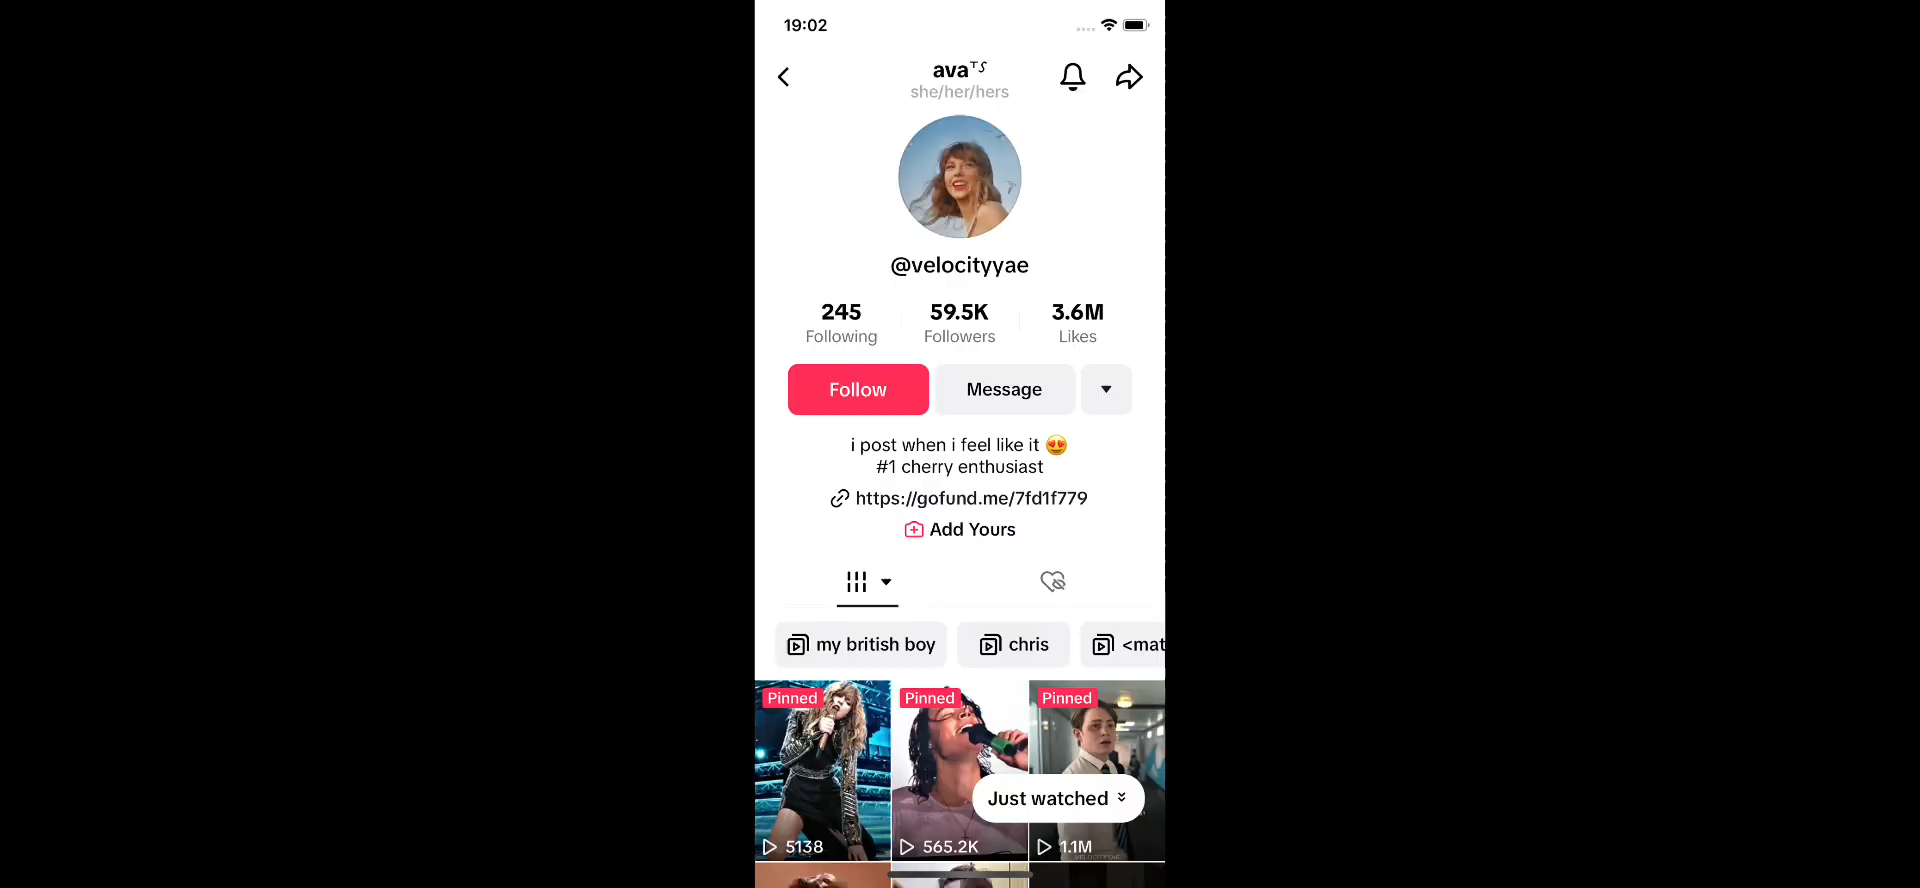 19:02
ava
she/her/hers
@velocityyae
245
59.5K
3.6M
Following
Followers
Likes
Follow
Message
i post when i feel like it 😍
#1 cherry enthusiast
https://gofund.me/7fd1f779
Add Yours
my british boy
chris
<mat
Pinned
Pinned
Pinned
Just watched
5138
565.2K
1.1M